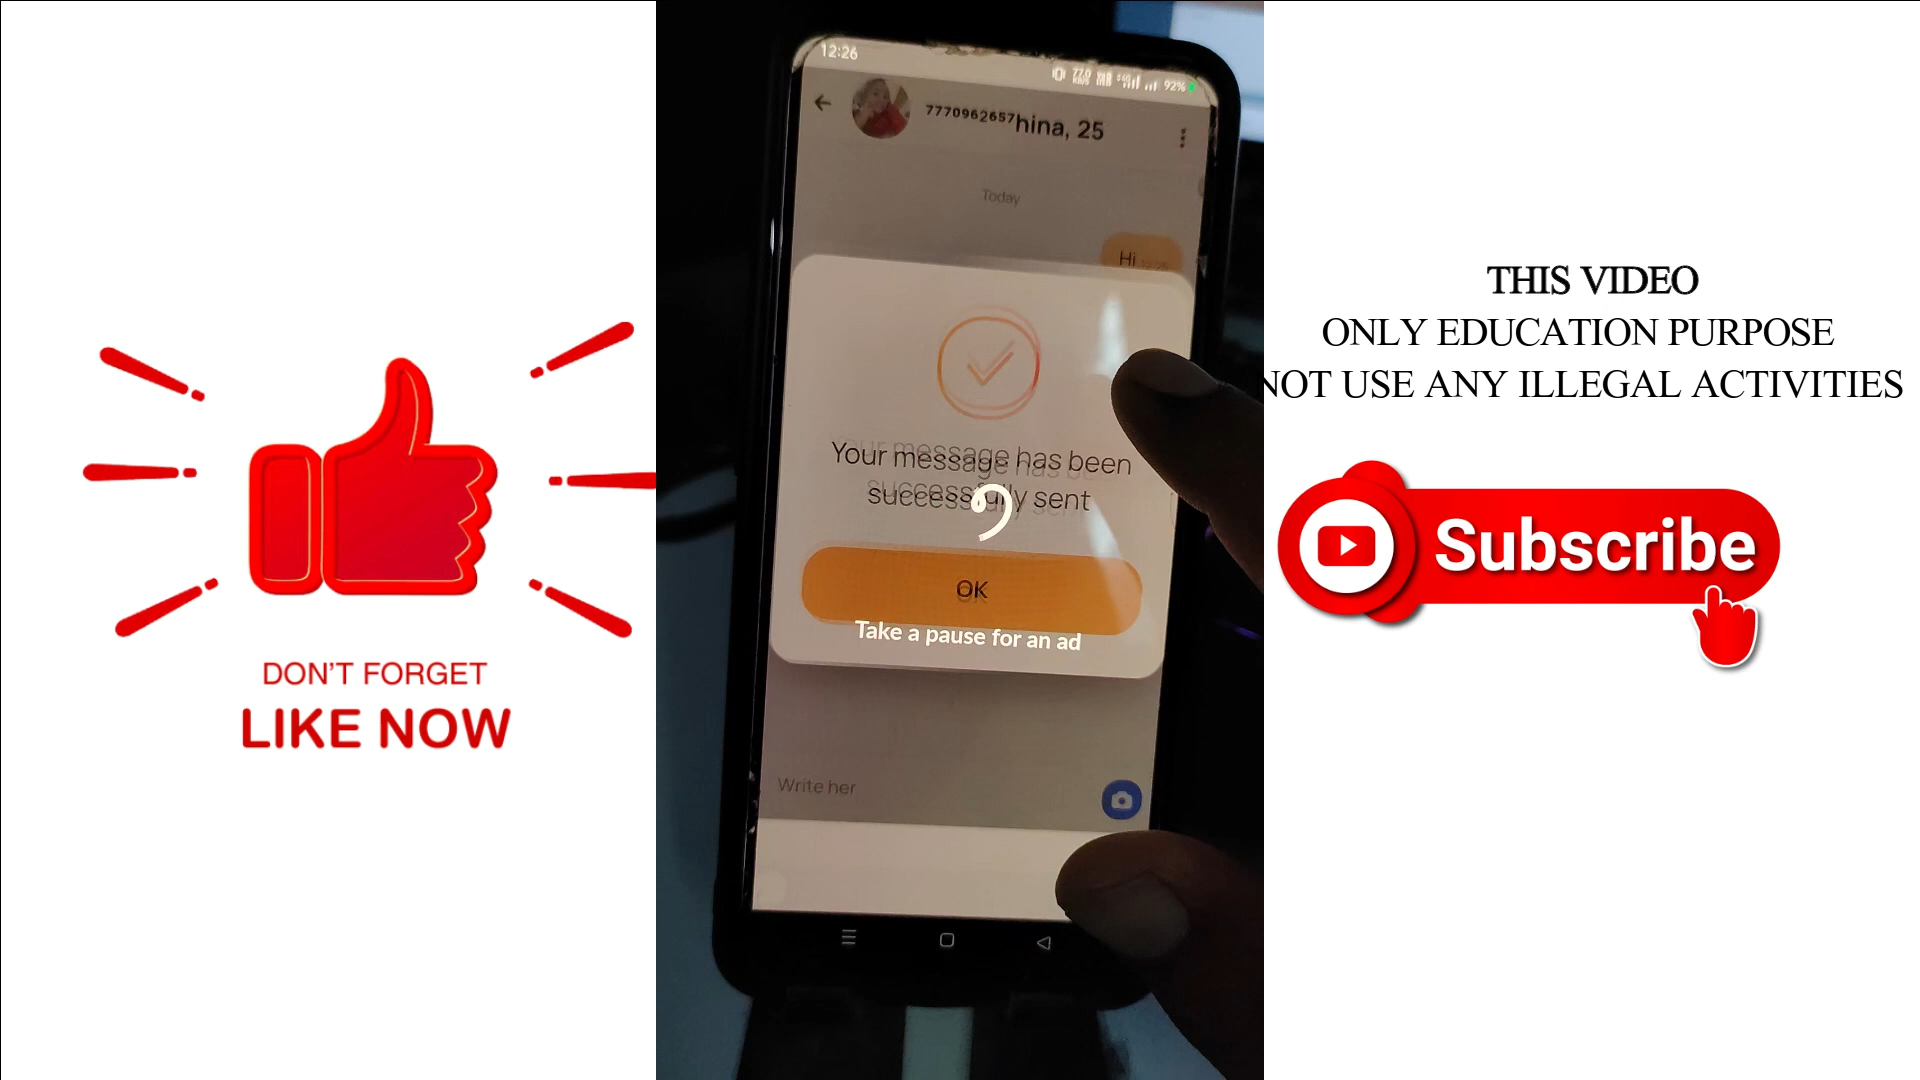 DON'T FORGET
LIKE NOW
12:26
92%
⁷⁷⁷⁰⁹⁶²⁶⁵⁷hina, 25
Today
Hi
Your message has been
successfully sent
OK
Take a pause for an ad
Write her
THIS VIDEO
ONLY EDUCATION PURPOSE
NOT USE ANY ILLEGAL ACTIVITIES
Subscribe